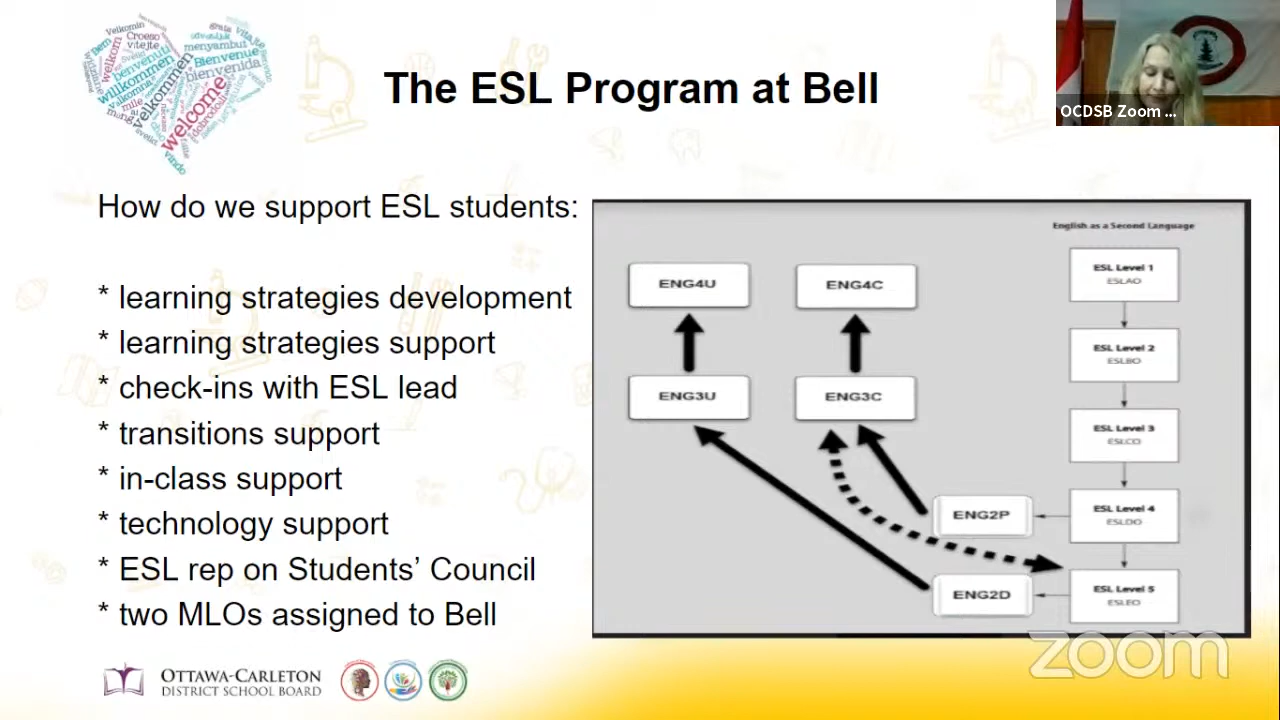 The ESL Program at Bell
OCDSB Zoom ...
welcome
willkommen
velkommen
Bienvenue
bienvenida
menyambut
Velkomin
Croeso
vitejte
How do we support ESL students:
* learning strategies development
* learning strategies support
* check-ins with ESL lead
* transitions support
* in-class support
* technology support
* ESL rep on Students’ Council
* two MLOs assigned to Bell
English as a Second Language
ESL Level 1
ESLAO
ENG4U
ENG4C
ESL Level 2
ESLBO
ENG3U
ENG3C
ESL Level 3
ESLCO
ESL Level 4
ESLDO
ENG2P
ESL Level 5
ESLEO
ENG2D
zoom
OTTAWA-CARLETON
DISTRICT SCHOOL BOARD